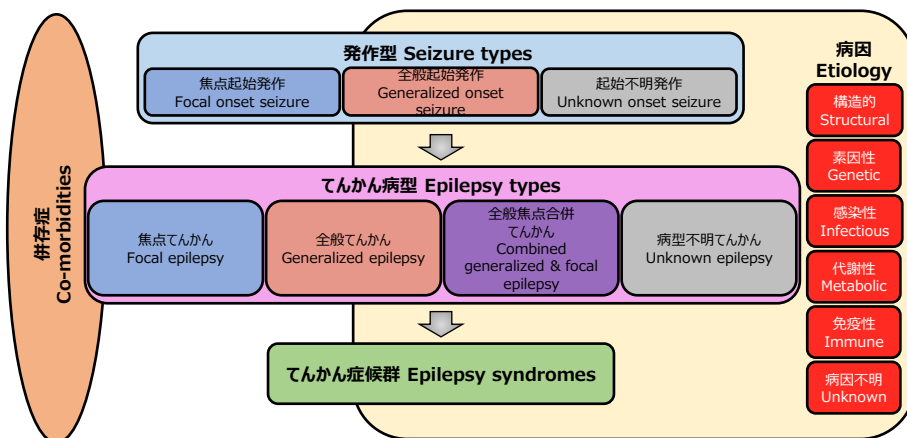 発作型 Seizure types
焦点起始発作
Focal onset seizure
全般起始発作
Generalized onset
seizure
起始不明発作
Unknown onset seizure
併存症
Co-morbidities
てんかん病型 Epilepsy types
焦点てんかん
Focal epilepsy
全般てんかん
Generalized epilepsy
全般焦点合併
てんかん
Combined
generalized & focal
epilepsy
病型不明てんかん
Unknown epilepsy
てんかん症候群 Epilepsy syndromes
病因
Etiology
構造的
Structural
素因性
Genetic
感染性
Infectious
代謝性
Metabolic
免疫性
Immune
病因不明
Unknown